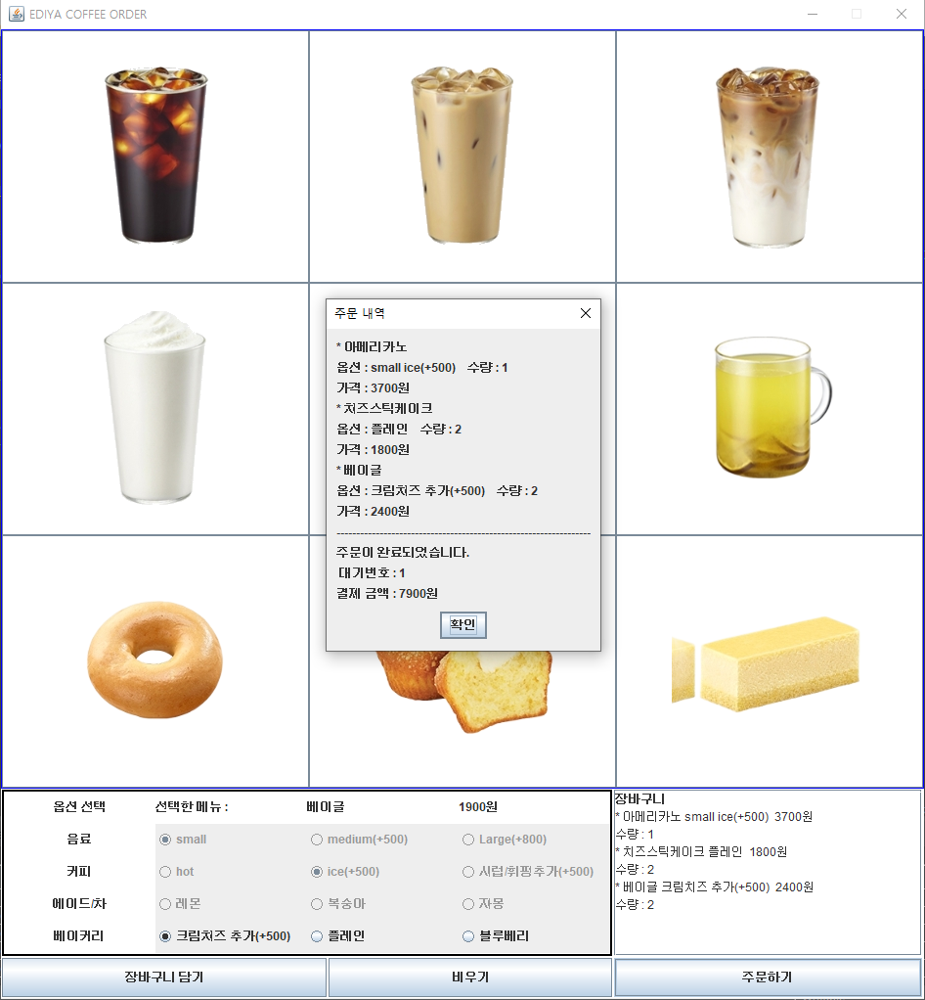 EDIYA COFFEE ORDER
주문 내역
* 아메리카노
옵션 : small ice(+500) 수량 : 1
가격 : 3700원
* 치즈스틱케이크
옵션 : 플레인 수량 : 2
가격 : 1800원
* 베이글
옵션 : 크림치즈 추가(+500) 수량 : 2
가격 : 2400원
--------------------------------------------------------------------------------
주문이 완료되었습니다.
대기번호 : 1
결제 금액 : 7900원
확인
옵션 선택 선택한 메뉴 : 베이글 1900원
음료 small medium(+500) Large(+800)
커피 hot ice(+500) 시럽/휘핑추가(+500)
에이드/차 레몬 복숭아 자몽
베이커리 크림치즈 추가(+500) 플레인 블루베리
장바구니
* 아메리카노 small ice(+500) 3700원
수량 : 1
* 치즈스틱케이크 플레인 1800원
수량 : 2
* 베이글 크림치즈 추가(+500) 2400원
수량 : 2
장바구니 담기 비우기 주문하기